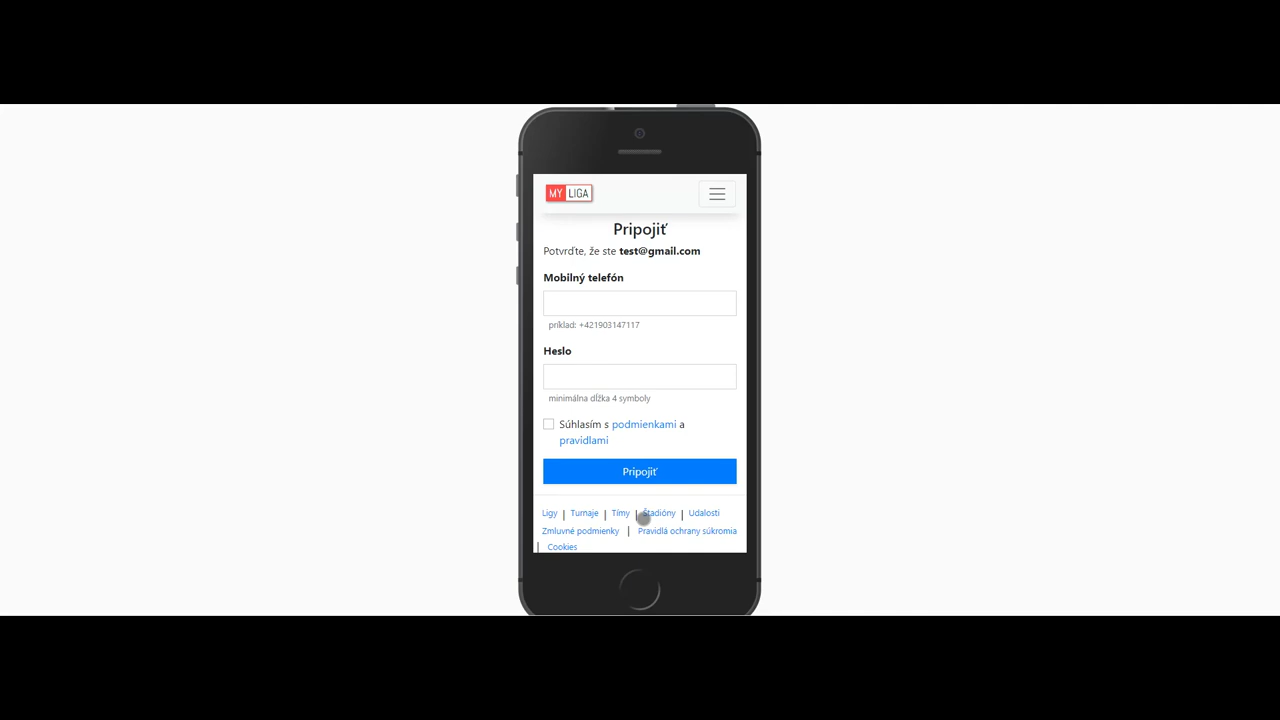 MY LIGA
Pripojiť
Potvrďte, že ste test@gmail.com
Mobilný telefón
príklad: +421903147117
Heslo
minimálna dĺžka 4 symboly
Súhlasím s podmienkami a
pravidlami
Pripojiť
Ligy | Turnaje | Tímy | Štadióny | Udalosti
Zmluvné podmienky | Pravidlá ochrany súkromia
| Cookies